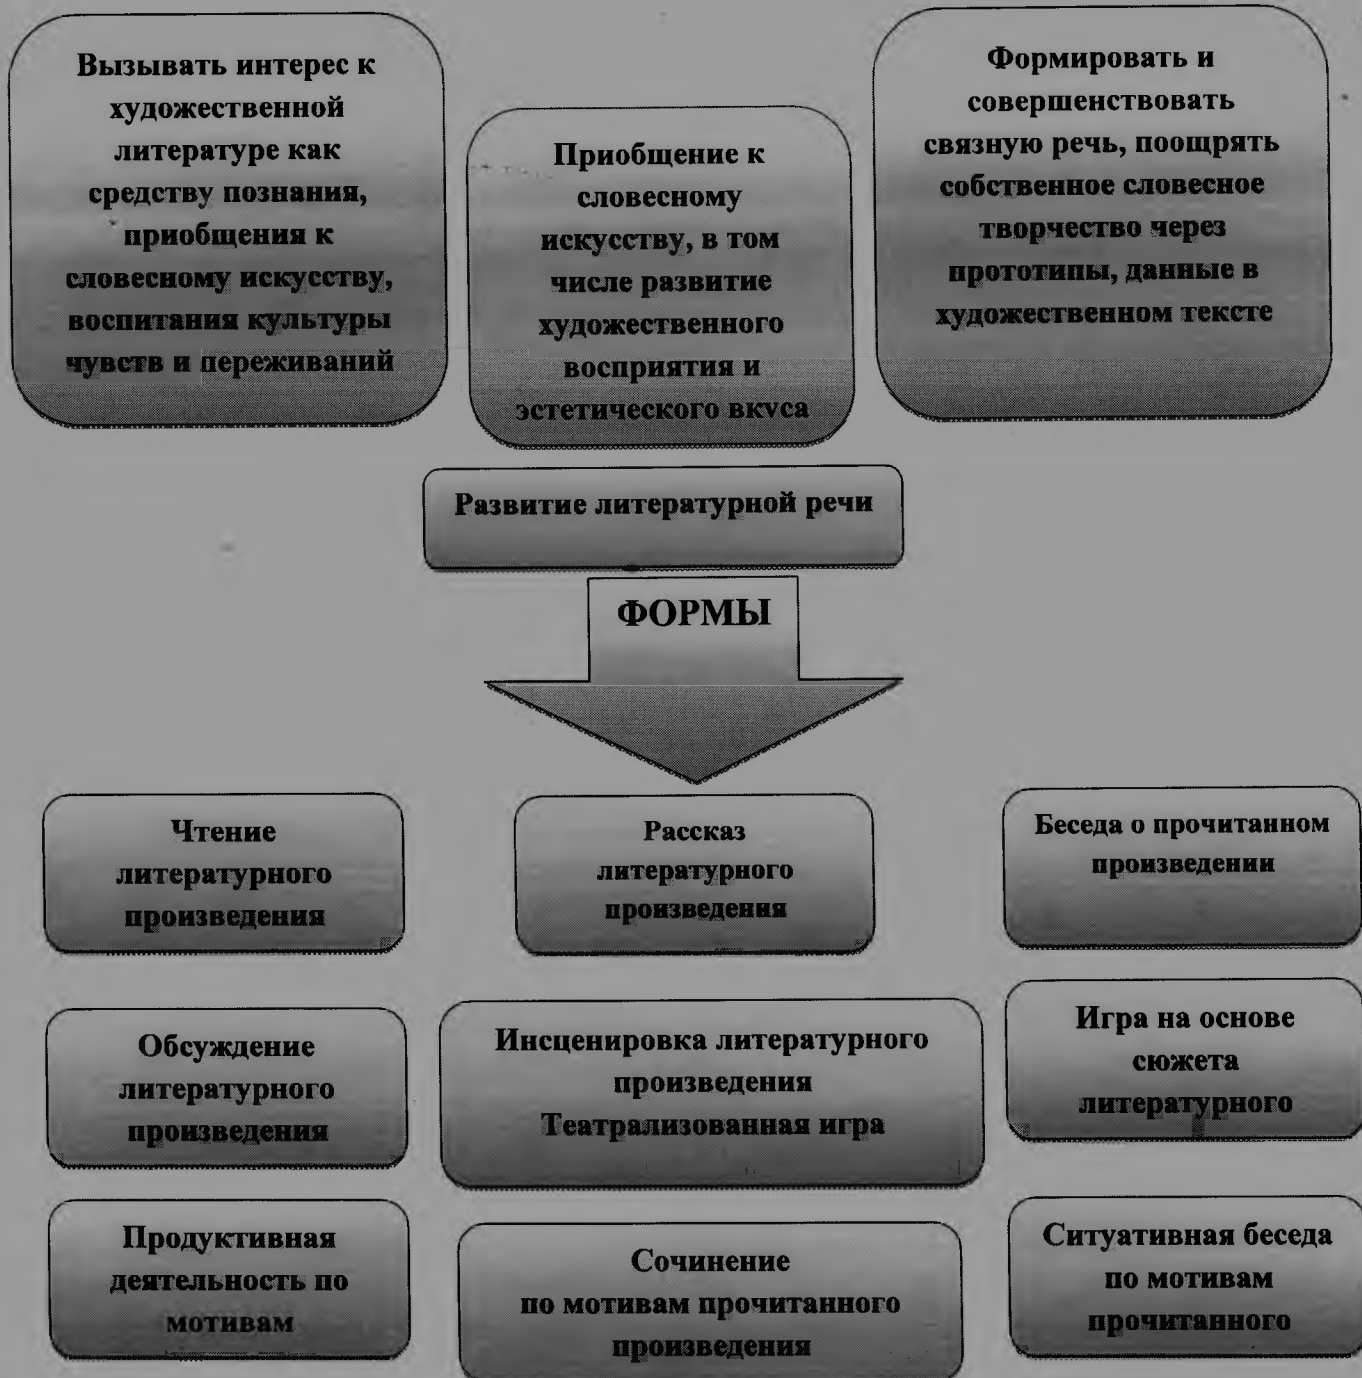 Вызывать интерес к
художественной
литературе как
средству познания,
приобщения к
словесному искусству,
воспитания культуры
чувств и переживаний
Приобщение к
словесному
искусству, в том
числе развитие
художественного
восприятия и
эстетического вкуса
Формировать и
совершенствовать
связную речь, поощрять
собственное словесное
творчество через
прототипы, данные в
художественном тексте
Развитие литературной речи
ФОРМЫ
Чтение
литературного
произведения
Рассказ
литературного
произведения
Беседа о прочитанном
произведении
Обсуждение
литературного
произведения
Инсценировка литературного
произведения
Театрализованная игра
Игра на основе
сюжета
литературного
Продуктивная
деятельность по
мотивам
Сочинение
по мотивам прочитанного
произведения
Ситуативная беседа
по мотивам
прочитанного